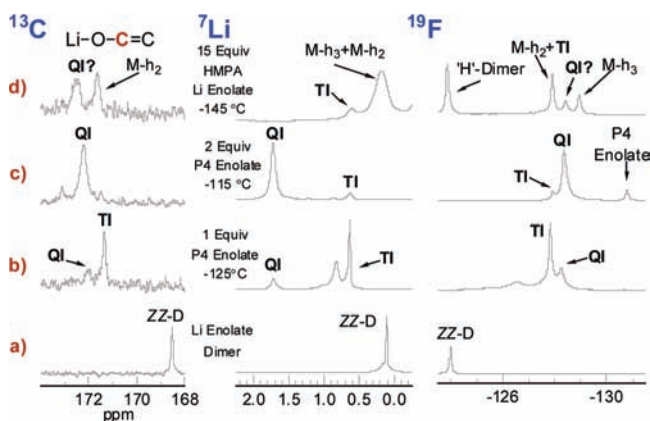 ¹³C
⁷Li
¹⁹F
Li–O–C=C
QI?
M-h₂
d)
15 Equiv
HMPA
Li Enolate
-145 °C
M-h₃+M-h₂
TI
'H'-Dimer
M-h₂+TI
QI?
M-h₃
c)
QI
2 Equiv
P4 Enolate
-115 °C
QI
TI
TI
QI
P4
Enolate
b)
QI
TI
1 Equiv
P4 Enolate
-125°C
QI
TI
TI
QI
a)
ZZ-D
Li Enolate
Dimer
ZZ-D
ZZ-D
172 170 168
ppm
2.0 1.5 1.0 0.5 0.0
-126 -130